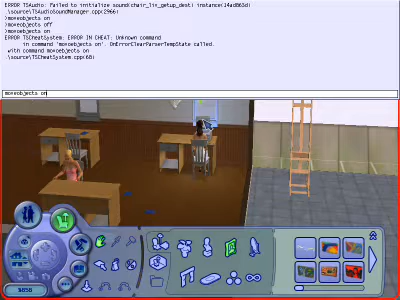 ERROR TSAudio: Failed to initialize sound(chair_liv_getup_dest) instance(14ad863d)
.\source\TSAudioSoundManager.cpp(2966)
>moveobjects on
>moveobjects off
>moveobjects on
ERROR TSCheatSystem: ERROR IN CHEAT: Unknown command
in command 'moveobjects on'. OnErrorClearParserTempState called.
with command moveobjects on
.\source\TSCheatSystem.cpp(68)
moveobjects on
§858